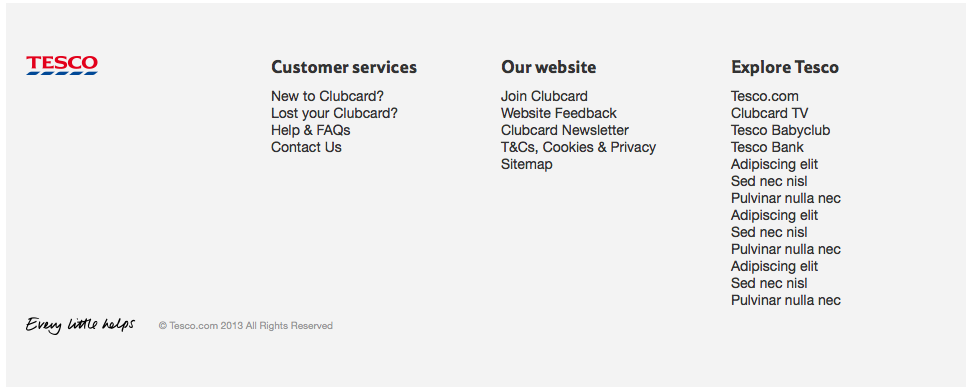 TESCO
Customer services
New to Clubcard?
Lost your Clubcard?
Help & FAQs
Contact Us
Our website
Join Clubcard
Website Feedback
Clubcard Newsletter
T&Cs, Cookies & Privacy
Sitemap
Explore Tesco
Tesco.com
Clubcard TV
Tesco Babyclub
Tesco Bank
Adipiscing elit
Sed nec nisl
Pulvinar nulla nec
Adipiscing elit
Sed nec nisl
Pulvinar nulla nec
Adipiscing elit
Sed nec nisl
Pulvinar nulla nec
Every little helps
© Tesco.com 2013 All Rights Reserved